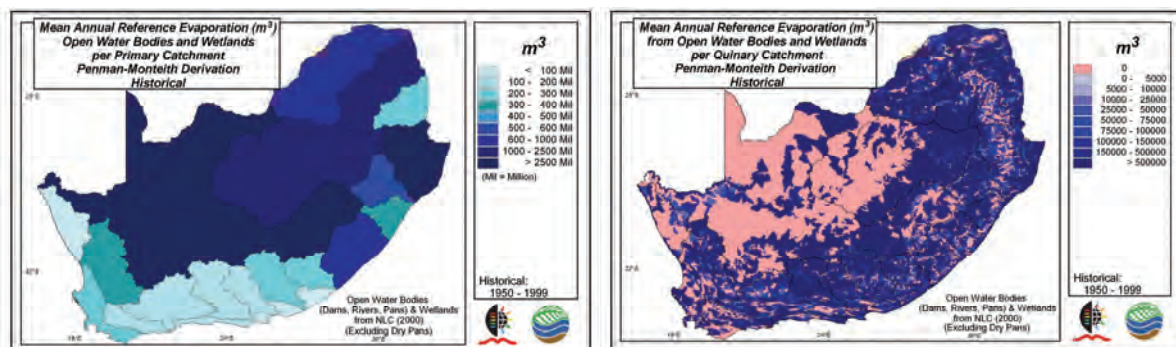 Mean Annual Reference Evaporation (m³)
Open Water Bodies and Wetlands
per Primary Catchment
Penman-Monteith Derivation
Historical
m³
< 100 Mil
100 - 200 Mil
200 - 300 Mil
300 - 400 Mil
400 - 500 Mil
500 - 600 Mil
600 - 1000 Mil
1000 - 2500 Mil
> 2500 Mil
(Mil = Million)
Historical:
1950 - 1999
Open Water Bodies
(Dams, Rivers, Pans) & Wetlands
from NLC (2000)
(Excluding Dry Pans)
Mean Annual Reference Evaporation (m³)
from Open Water Bodies and Wetlands
per Quinary Catchment
Penman-Monteith Derivation
Historical
m³
0
0 - 5000
5000 - 10000
10000 - 25000
25000 - 75000
75000 - 100000
100000 - 150000
150000 - 500000
> 500000
Historical:
1950 - 1999
Open Water Bodies
(Dams, Rivers, Pans) & Wetlands
from NLC (2000)
(Excluding Dry Pans)